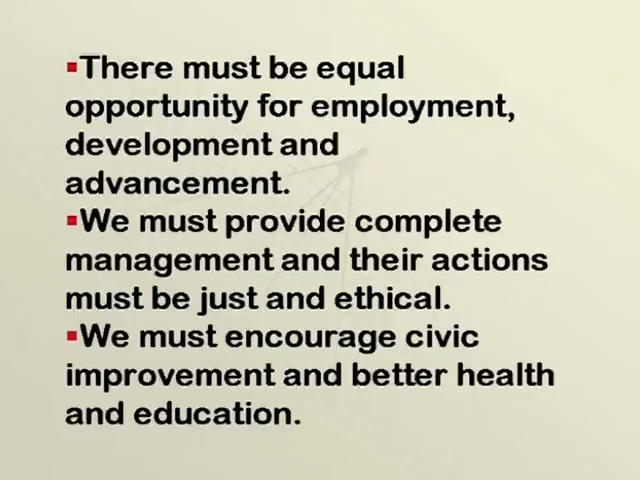 ▪There must be equal
opportunity for employment,
development and
advancement.
▪We must provide complete
management and their actions
must be just and ethical.
▪We must encourage civic
improvement and better health
and education.